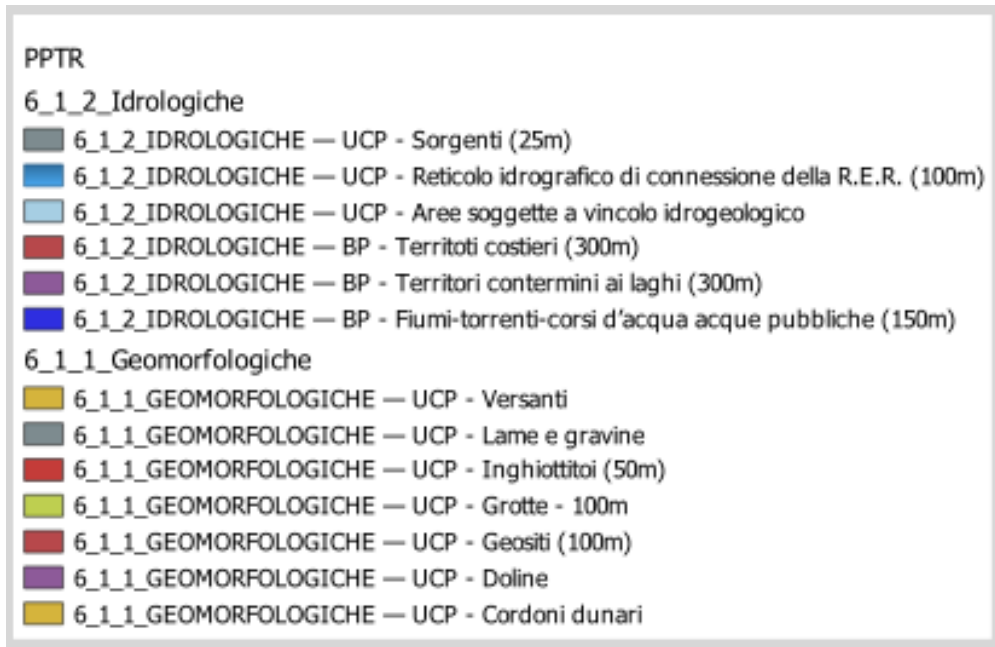 PPTR
6_1_2_Idrologiche
6_1_2_IDROLOGICHE — UCP - Sorgenti (25m)
6_1_2_IDROLOGICHE — UCP - Reticolo idrografico di connessione della R.E.R. (100m)
6_1_2_IDROLOGICHE — UCP - Aree soggette a vincolo idrogeologico
6_1_2_IDROLOGICHE — BP - Territoti costieri (300m)
6_1_2_IDROLOGICHE — BP - Territori contermini ai laghi (300m)
6_1_2_IDROLOGICHE — BP - Fiumi-torrenti-corsi d'acqua acque pubbliche (150m)
6_1_1_Geomorfologiche
6_1_1_GEOMORFOLOGICHE — UCP - Versanti
6_1_1_GEOMORFOLOGICHE — UCP - Lame e gravine
6_1_1_GEOMORFOLOGICHE — UCP - Inghiottitoi (50m)
6_1_1_GEOMORFOLOGICHE — UCP - Grotte - 100m
6_1_1_GEOMORFOLOGICHE — UCP - Geositi (100m)
6_1_1_GEOMORFOLOGICHE — UCP - Doline
6_1_1_GEOMORFOLOGICHE — UCP - Cordoni dunari